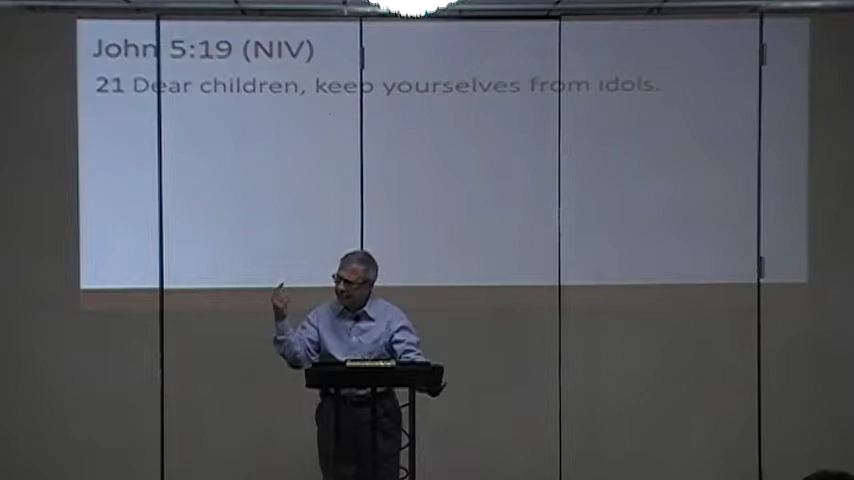 John 5:19 (NIV)
21 Dear children, keep yourselves from idols.